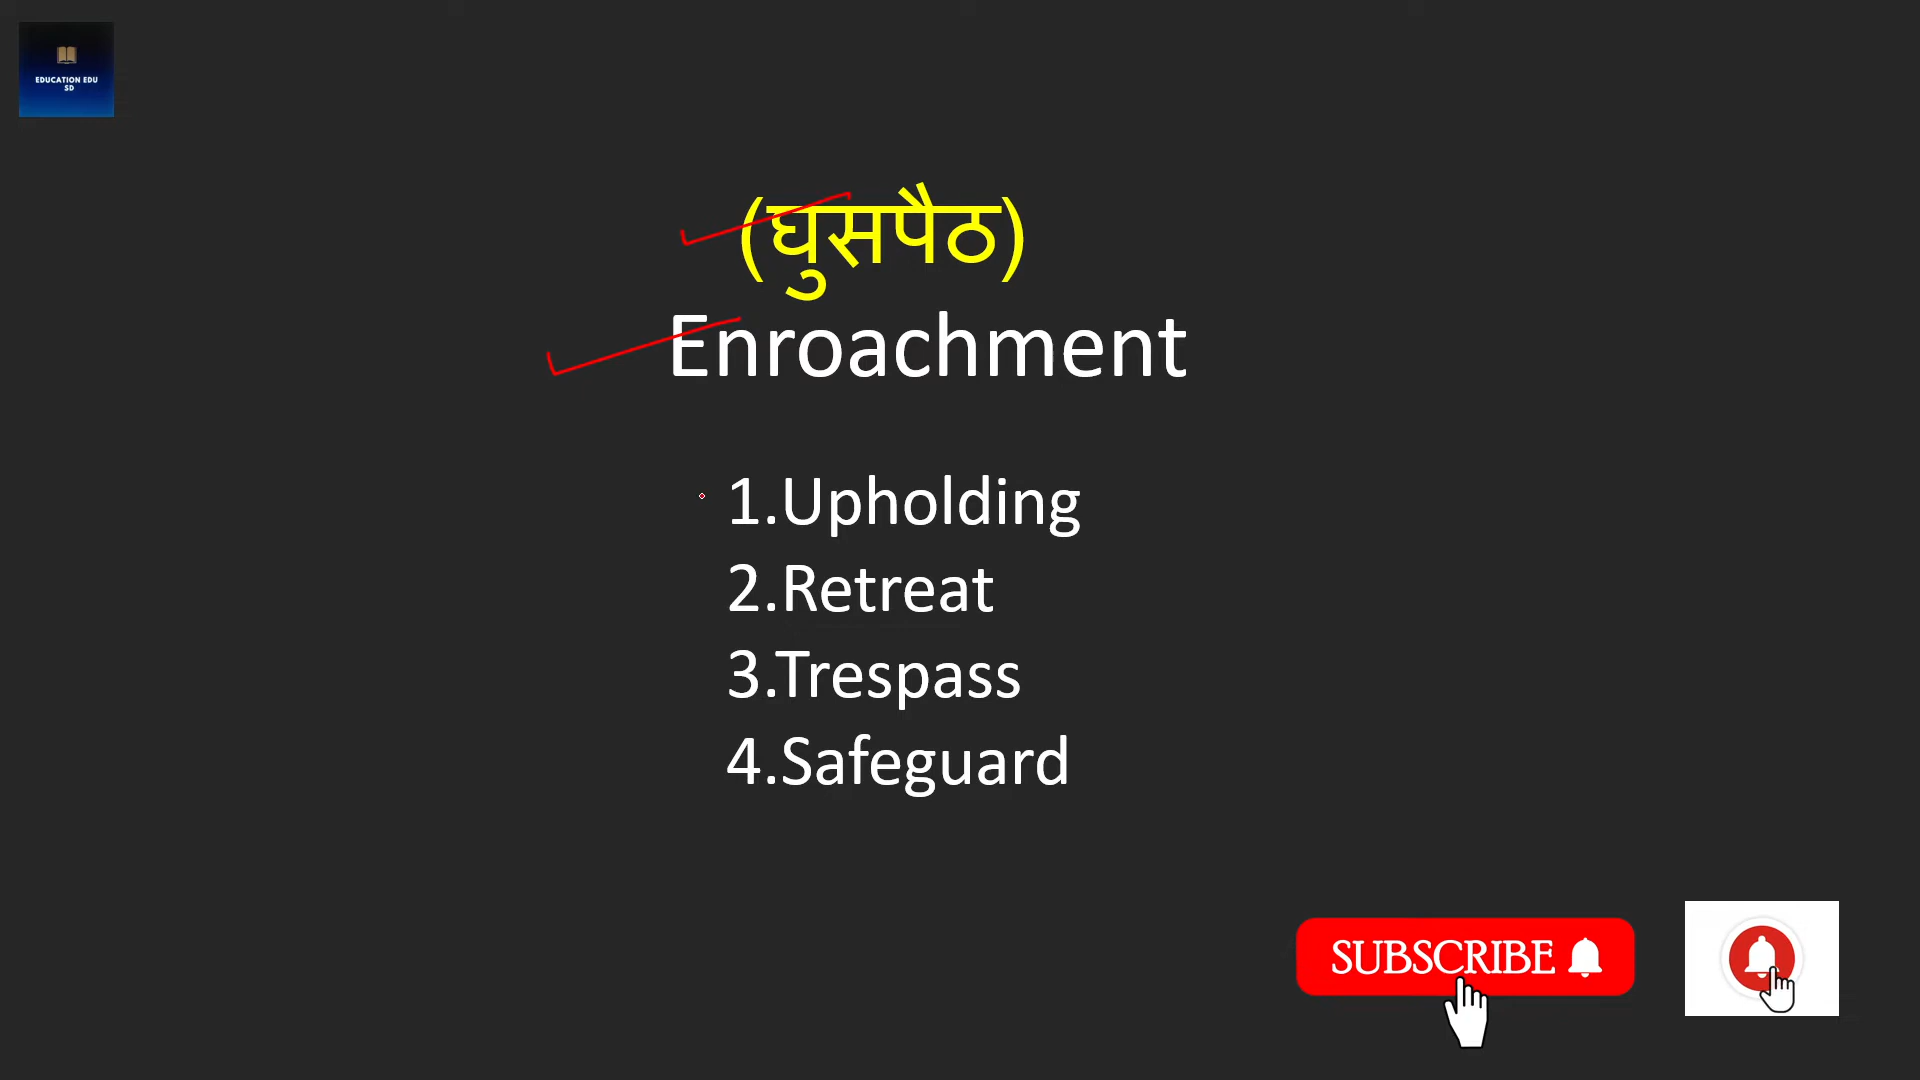 EDUCATION EDU
SD
(घुसपैठ)
Enroachment
1.Upholding
2.Retreat
3.Trespass
4.Safeguard
SUBSCRIBE